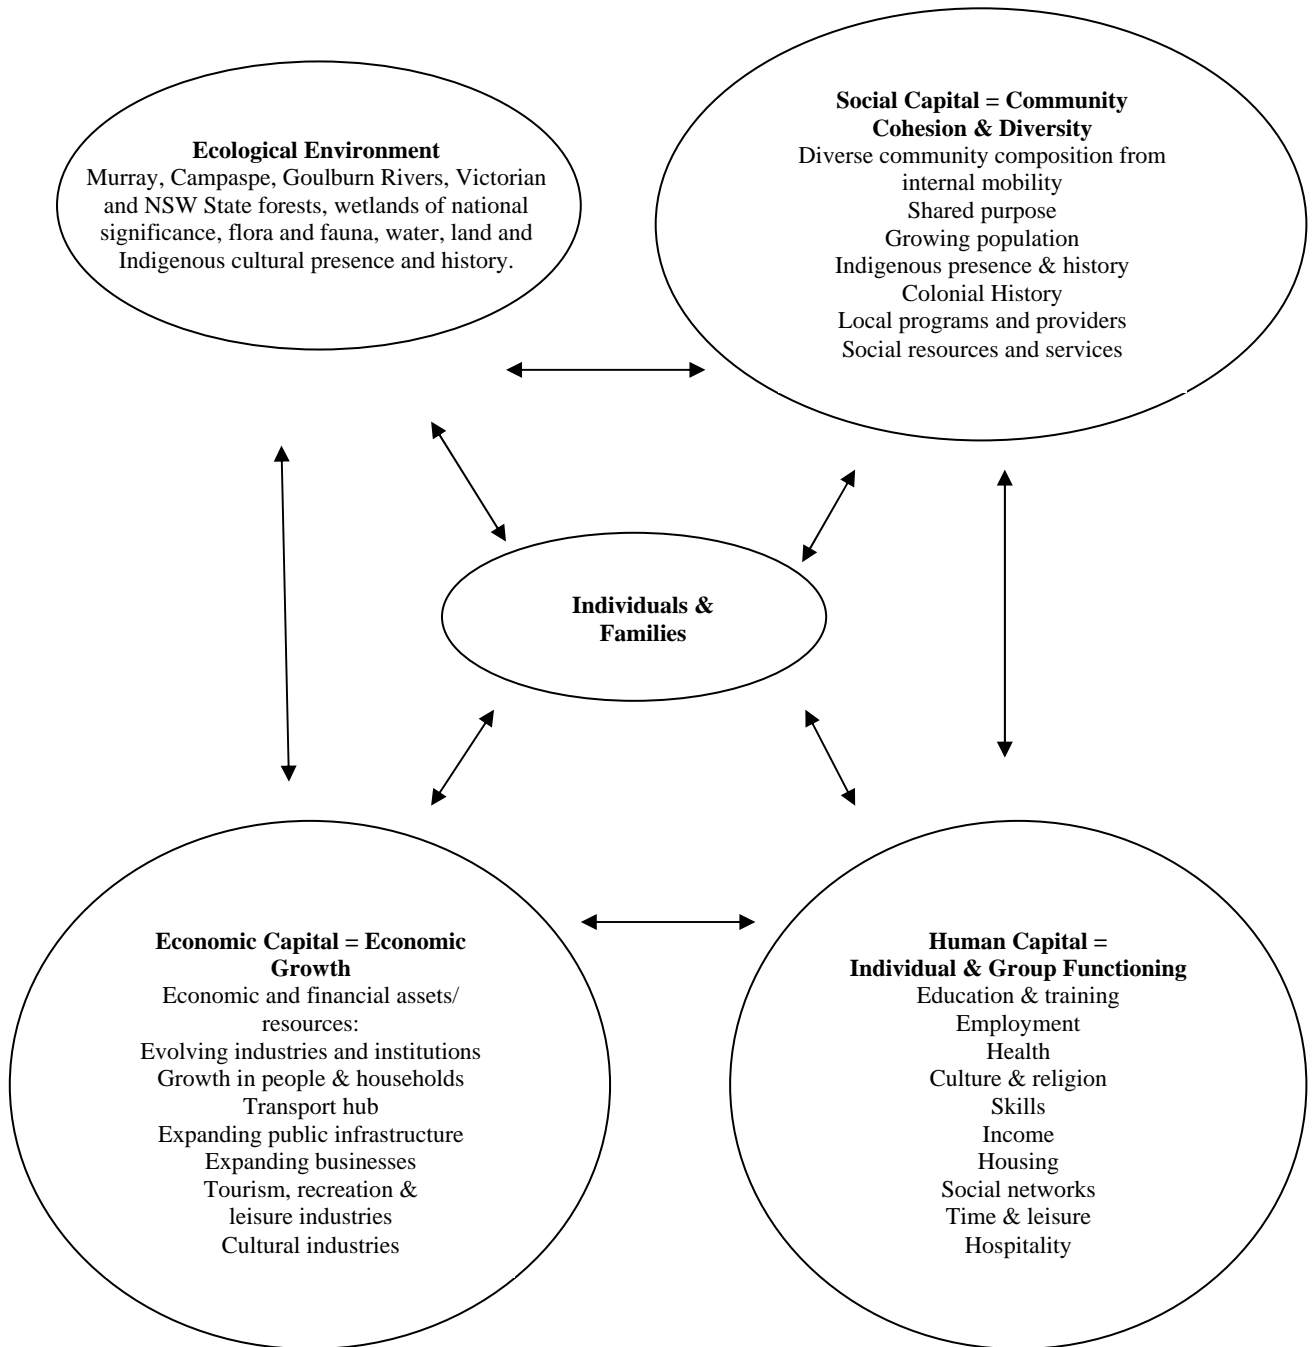 Ecological Environment
Murray, Campaspe, Goulburn Rivers, Victorian
and NSW State forests, wetlands of national
significance, flora and fauna, water, land and
Indigenous cultural presence and history.
Social Capital = Community
Cohesion & Diversity
Diverse community composition from
internal mobility
Shared purpose
Growing population
Indigenous presence & history
Colonial History
Local programs and providers
Social resources and services
Individuals &
Families
Economic Capital = Economic
Growth
Economic and financial assets/
resources:
Evolving industries and institutions
Growth in people & households
Transport hub
Expanding public infrastructure
Expanding businesses
Tourism, recreation &
leisure industries
Cultural industries
Human Capital =
Individual & Group Functioning
Education & training
Employment
Health
Culture & religion
Skills
Income
Housing
Social networks
Time & leisure
Hospitality